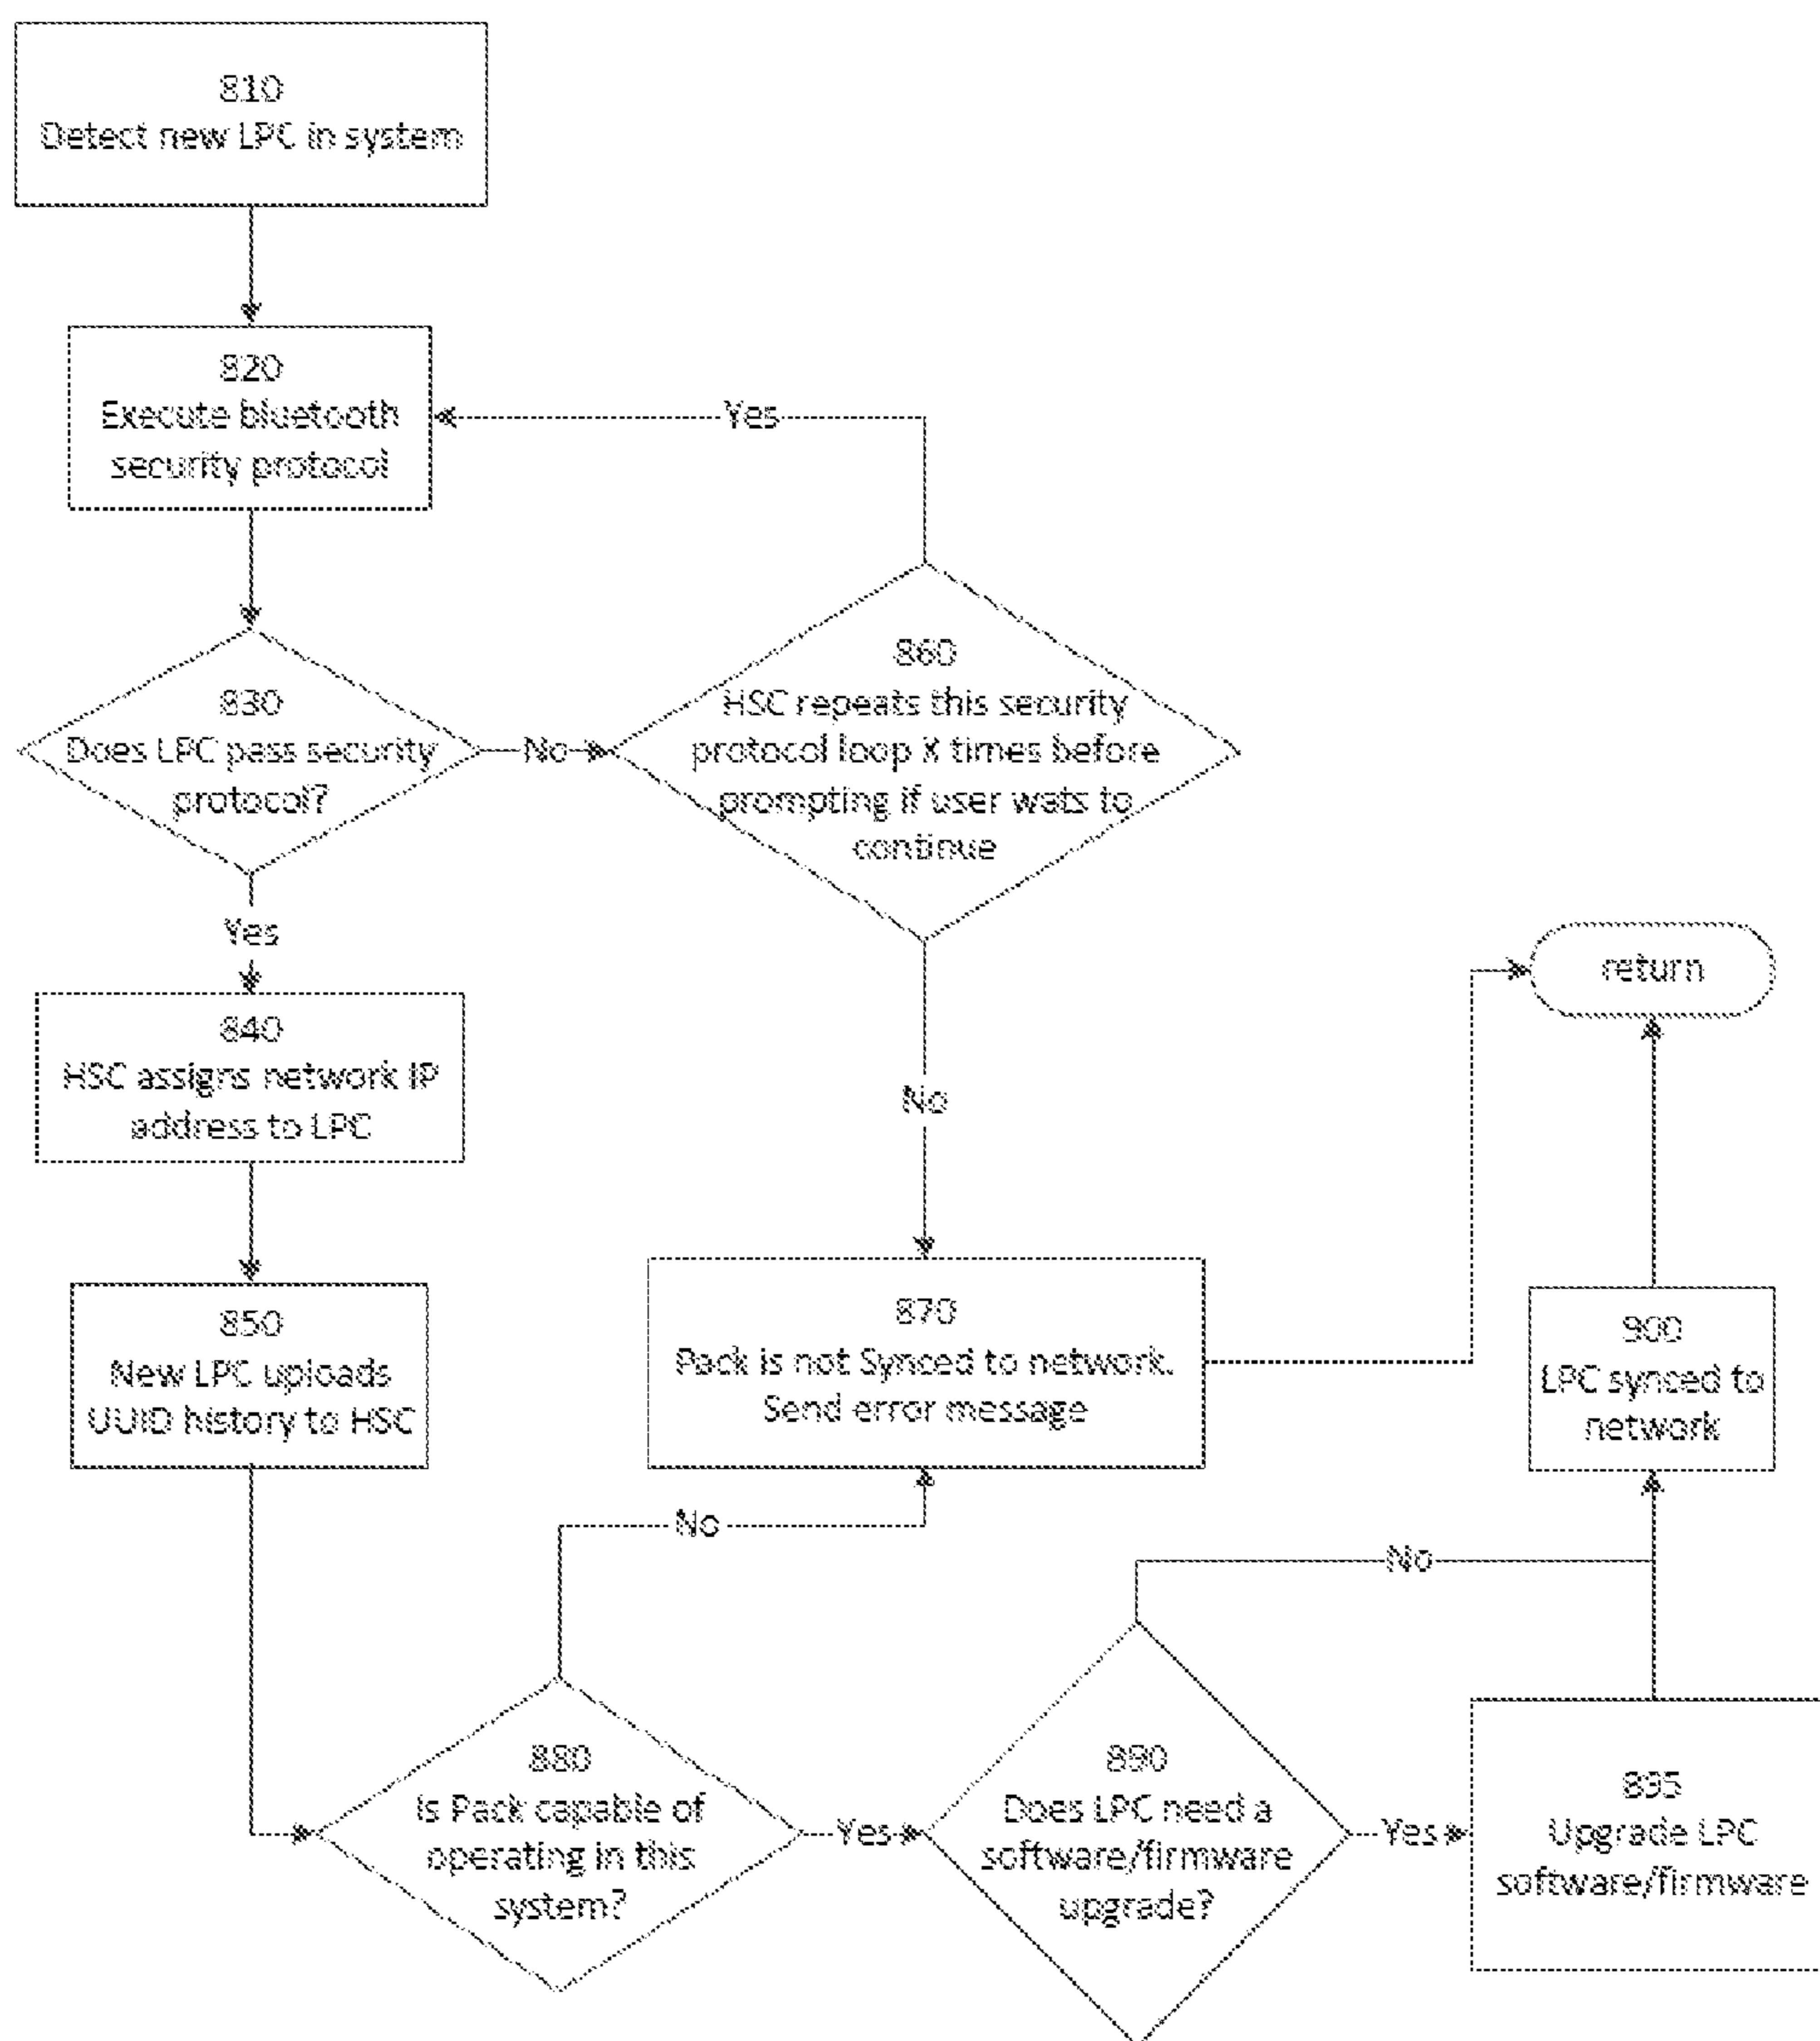 810
Detect new LPC in system
820
Execute bluetooth
security protocol
Yes
830
Does LPC pass security
protocol?
No
860
HSC repeats this security
protocol loop X times before
prompting if user wats to
continue
Yes
840
HSC assigns network IP
address to LPC
No
return
850
New LPC uploads
UUID history to HSC
870
Pack is not Synced to network.
Send error message
900
LPC synced to
network
No
No
880
Is Pack capable of
operating in this
system?
Yes
890
Does LPC need a
software/firmware
upgrade?
Yes
895
Upgrade LPC
software/firmware